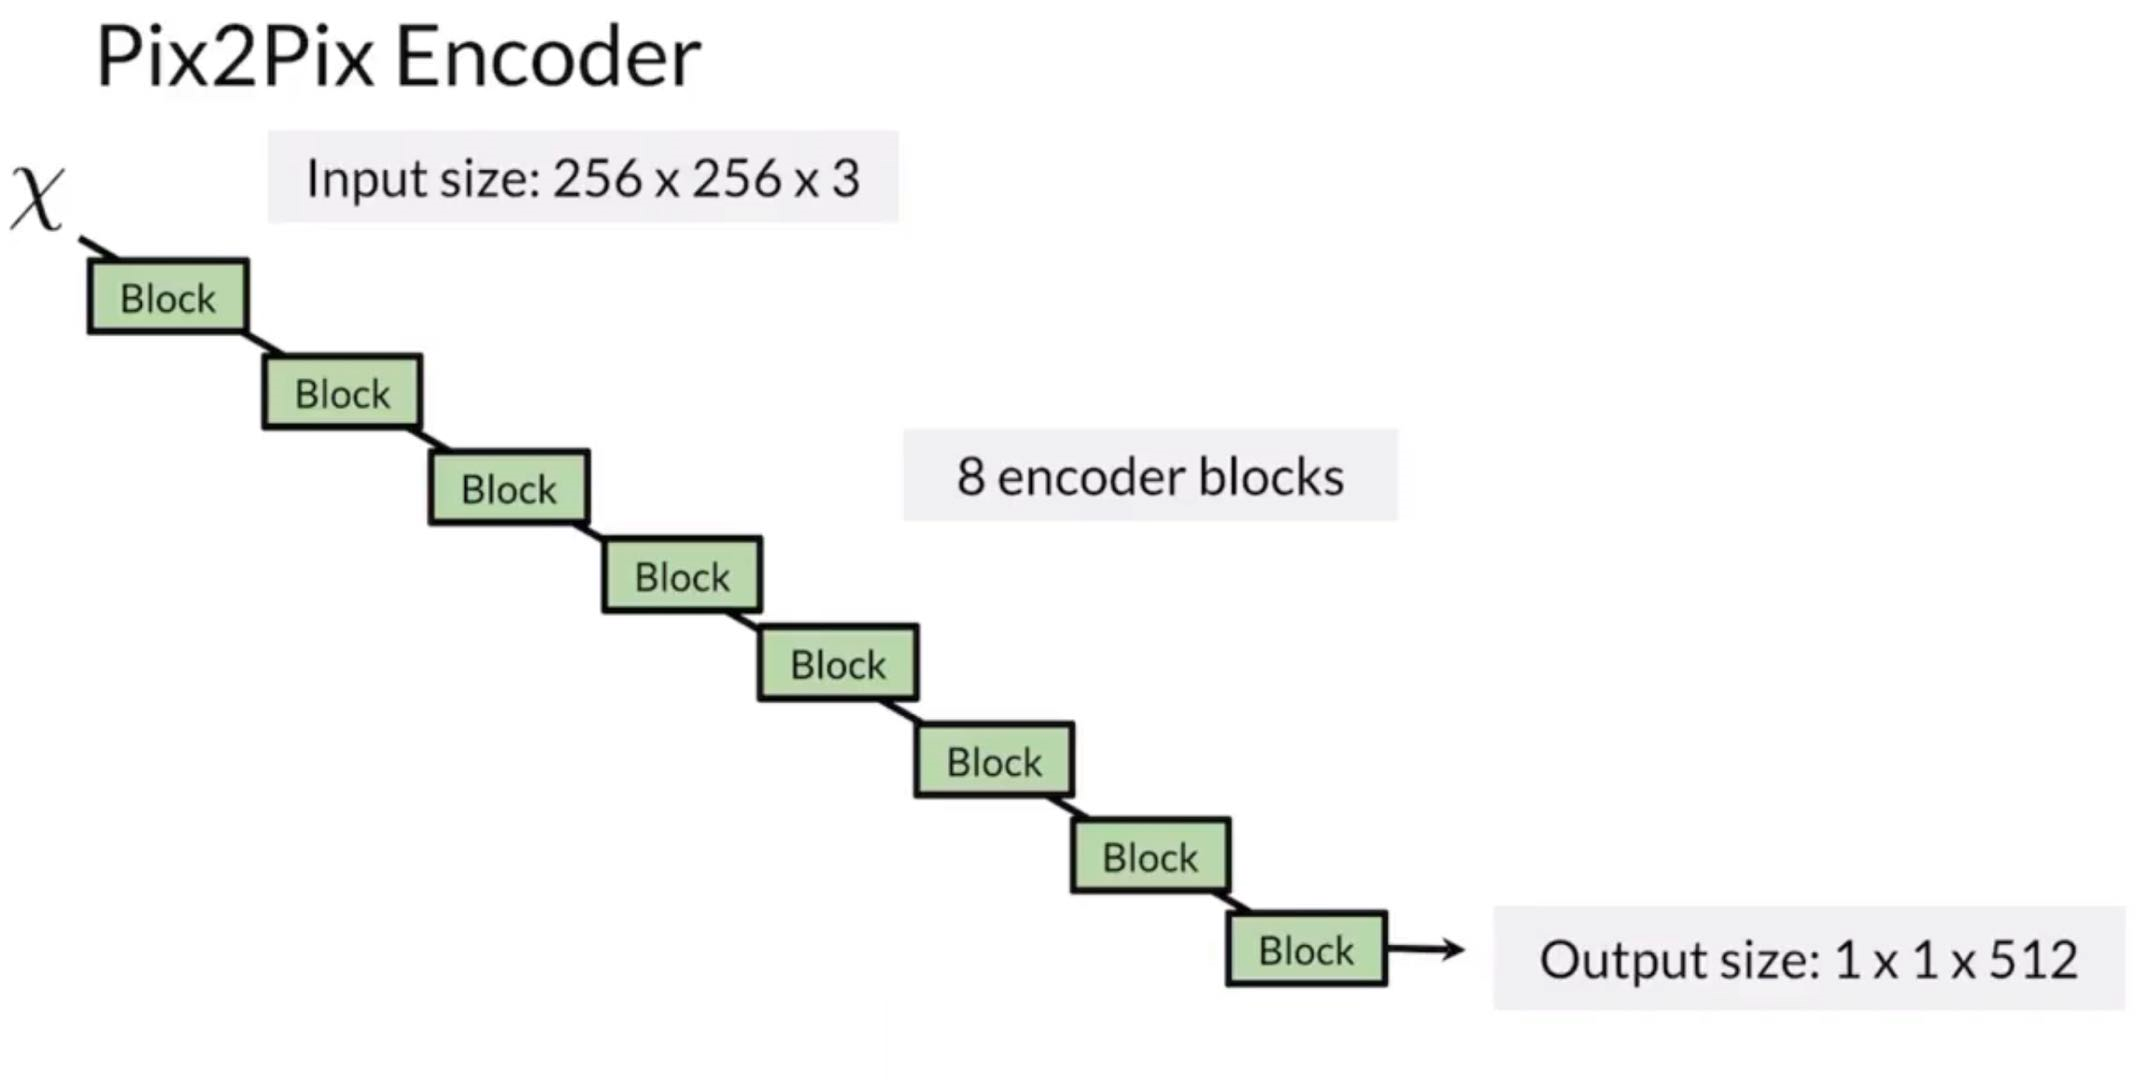 Pix2Pix Encoder
χ
Input size: 256 x 256 x 3
Block
Block
Block
8 encoder blocks
Block
Block
Block
Block
Block
Output size: 1 x 1 x 512